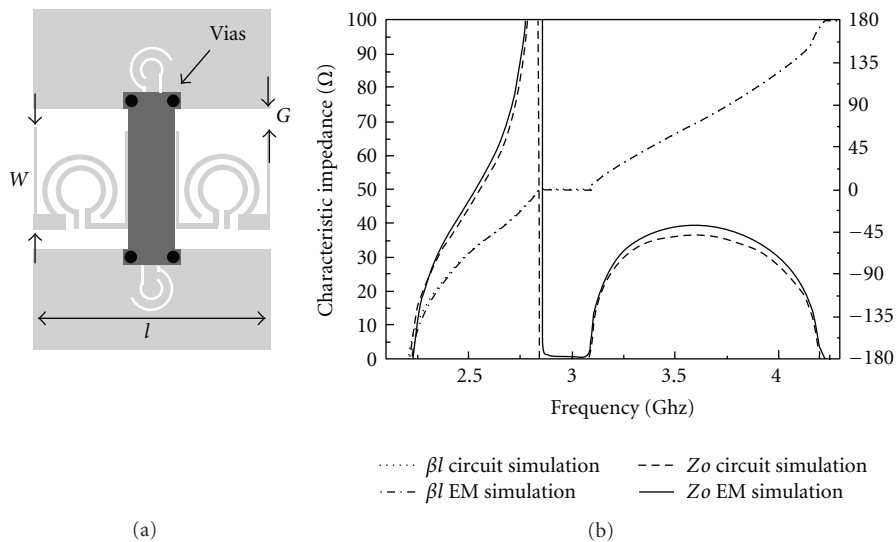 Vias
G
W
l
(a)
100
90
80
70
60
50
40
30
20
10
0
Characteristic impedance (Ω)
180
135
90
45
0
−45
−90
−135
−180
2.5
3
3.5
4
Frequency (Ghz)
βl circuit simulation
βl EM simulation
Zo circuit simulation
Zo EM simulation
(b)